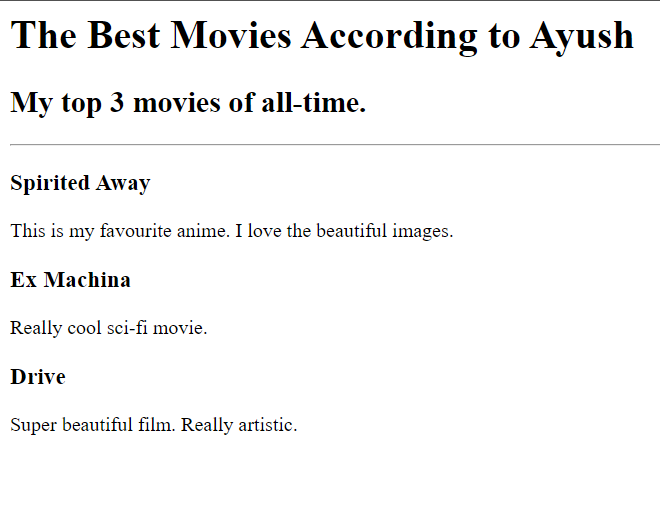 The Best Movies According to Ayush
My top 3 movies of all-time.
Spirited Away
This is my favourite anime. I love the beautiful images.
Ex Machina
Really cool sci-fi movie.
Drive
Super beautiful film. Really artistic.